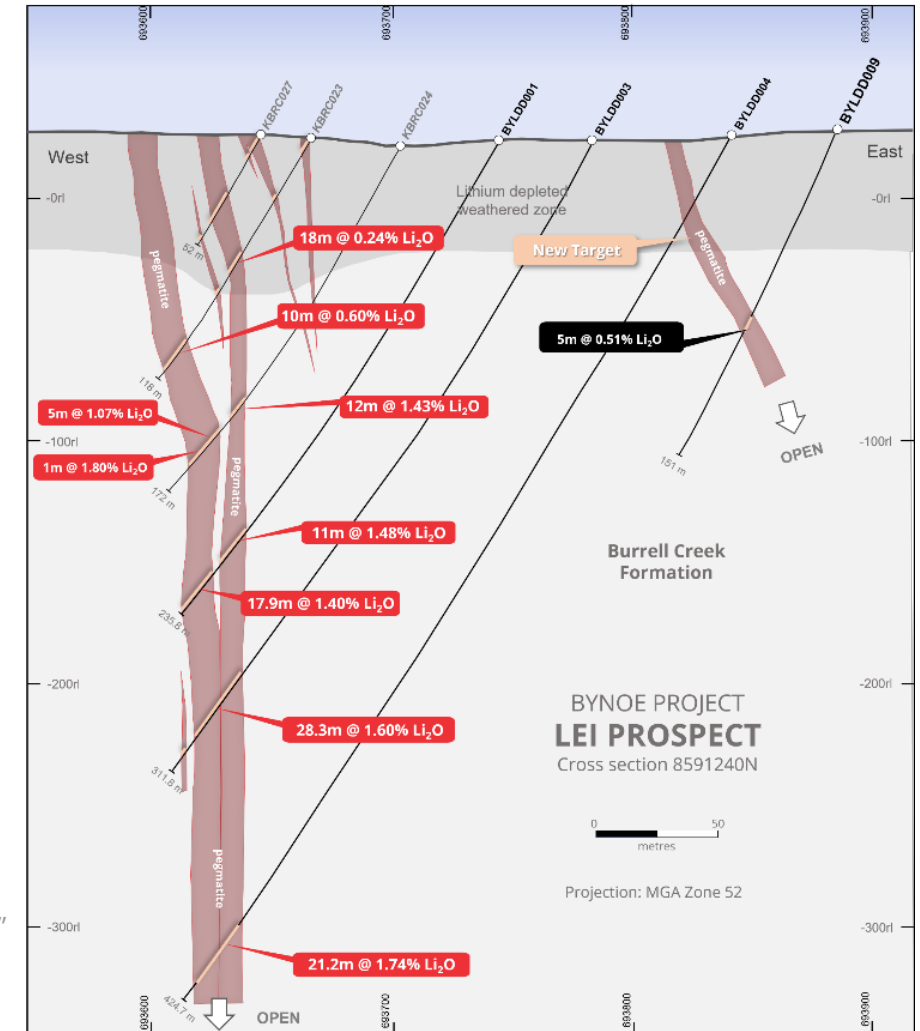 693600
693700
693800
693900
KBRC027
KBRC023
KBRC024
BYLDD001
BYLDD003
BYLDD004
BYLDD009
West
East
-0rl
Lithium depleted
weathered zone
-0rl
52 m
18m @ 0.24% Li₂O
New Target
pegmatite
pegmatite
10m @ 0.60% Li₂O
5m @ 0.51% Li₂O
118 m
5m @ 1.07% Li₂O
12m @ 1.43% Li₂O
-100rl
-100rl
OPEN
1m @ 1.80% Li₂O
151 m
172 m
pegmatite
11m @ 1.48% Li₂O
Burrell Creek
Formation
17.9m @ 1.40% Li₂O
235.8 m
-200rl
-200rl
BYNOE PROJECT
LEI PROSPECT
Cross section 8591240N
28.3m @ 1.60% Li₂O
311.8 m
0
50
metres
pegmatite
Projection: MGA Zone 52
-300rl
-300rl
21.2m @ 1.74% Li₂O
424.7 m
OPEN
693600
693700
693800
693900